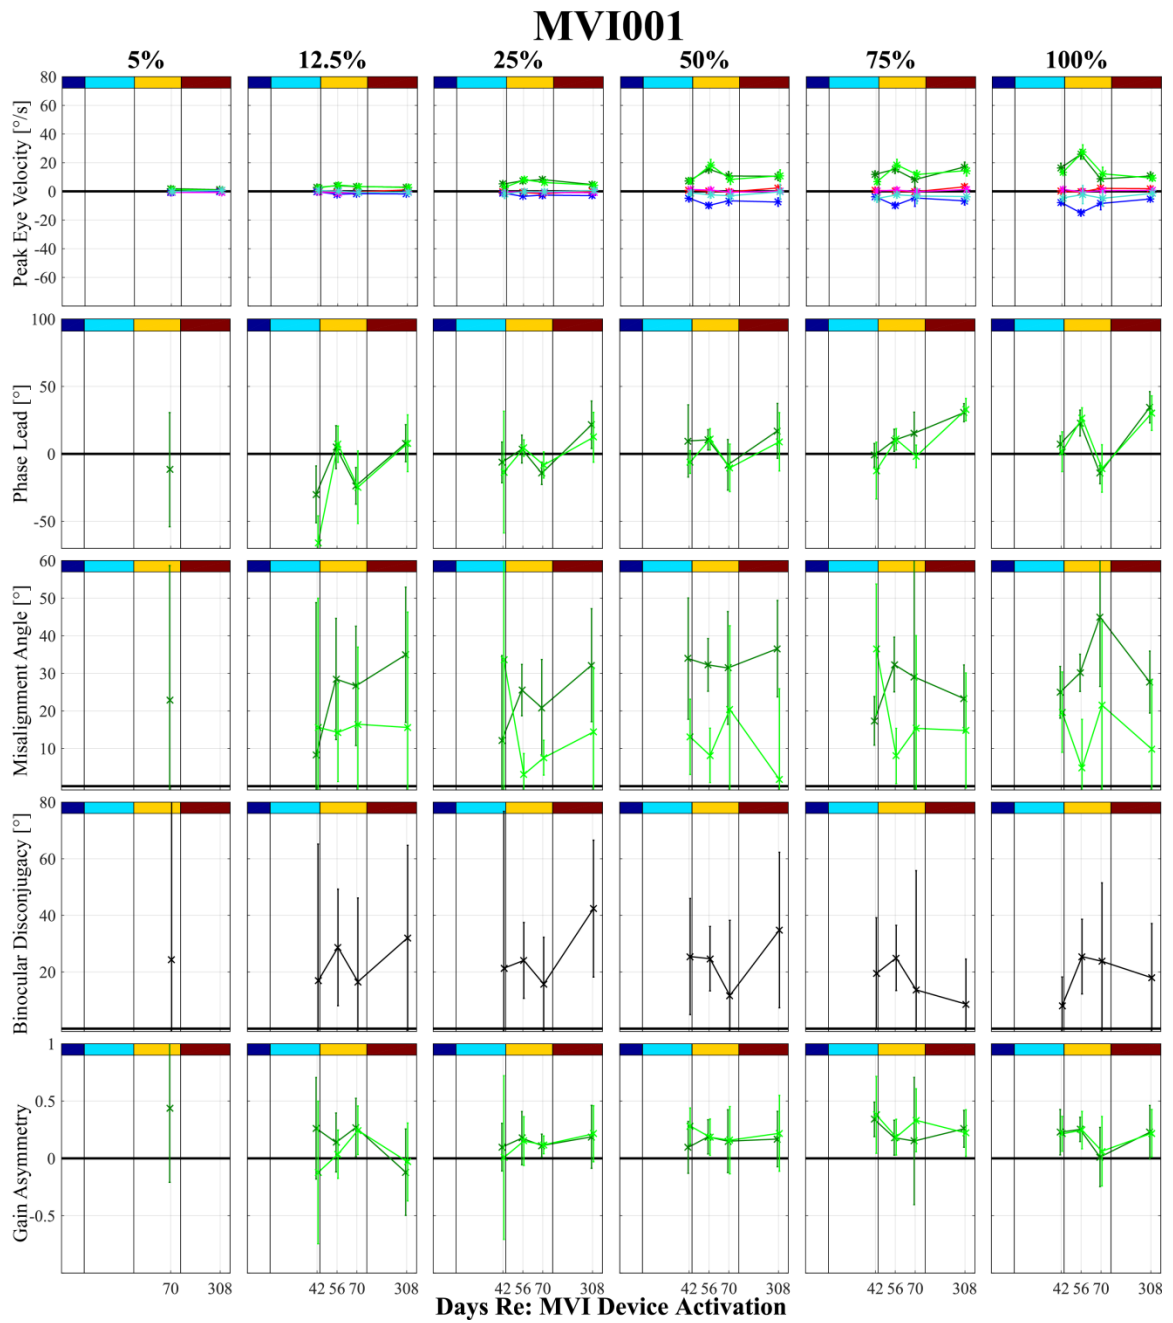 MVI001
5% 12.5% 25% 50% 75% 100%
Peak Eye Velocity [°/s]
80
60
40
20
0
-20
-40
-60
Phase Lead [°]
100
50
0
-50
Misalignment Angle [°]
60
50
40
30
20
10
Binocular Disconjugacy [°]
80
60
40
20
Gain Asymmetry
1
0.5
0
-0.5
70 308 42 56 70 308 42 56 70 308 42 56 70 308 42 56 70 308 42 56 70 308
Days Re: MVI Device Activation